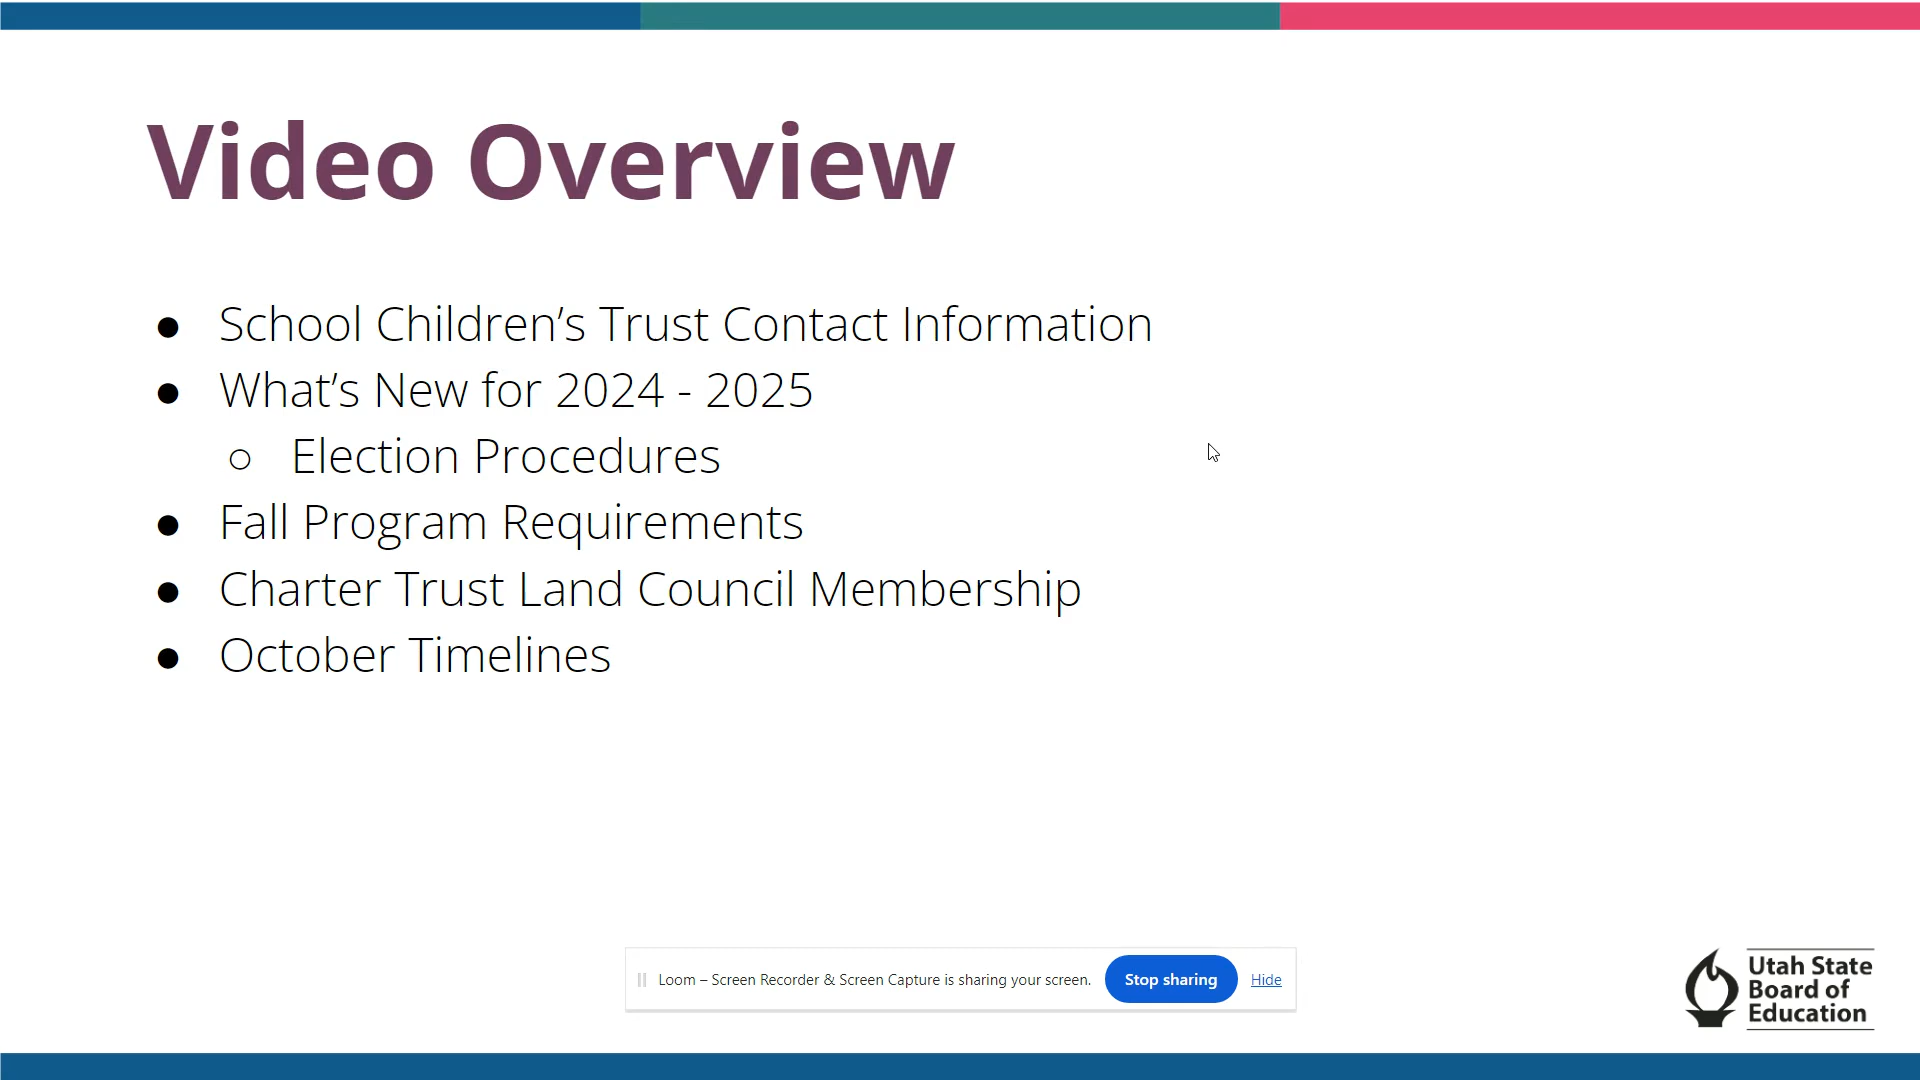 Video Overview
● School Children’s Trust Contact Information
● What’s New for 2024 - 2025
○ Election Procedures
● Fall Program Requirements
● Charter Trust Land Council Membership
● October Timelines
Loom – Screen Recorder & Screen Capture is sharing your screen. Stop sharing Hide
Utah State
Board of
Education